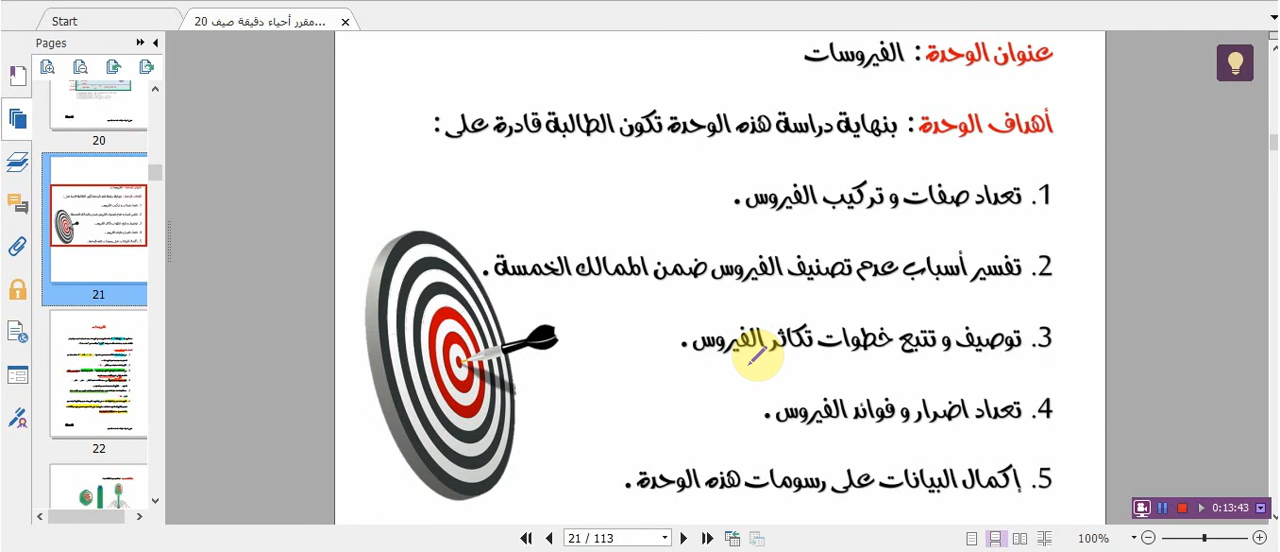 Start
مقرر أحياء دقيقة صيف 20...
Pages
20
21
22
عنوان الوحدة : الفيروسات
أهداف الوحدة : بنهاية دراسة هذه الوحدة تكون الطالبة قادرة على :
1. تعداد صفات و تركيب الفيروس .
2. تفسير أسباب عدم تصنيف الفيروس ضمن الممالك الخمسة .
3. توصيف و تتبع خطوات تكاثر الفيروس .
4. تعداد اضرار و فوائد الفيروس .
5. إكمال البيانات على رسومات هذه الوحدة .
0:13:43
21 / 113
100%